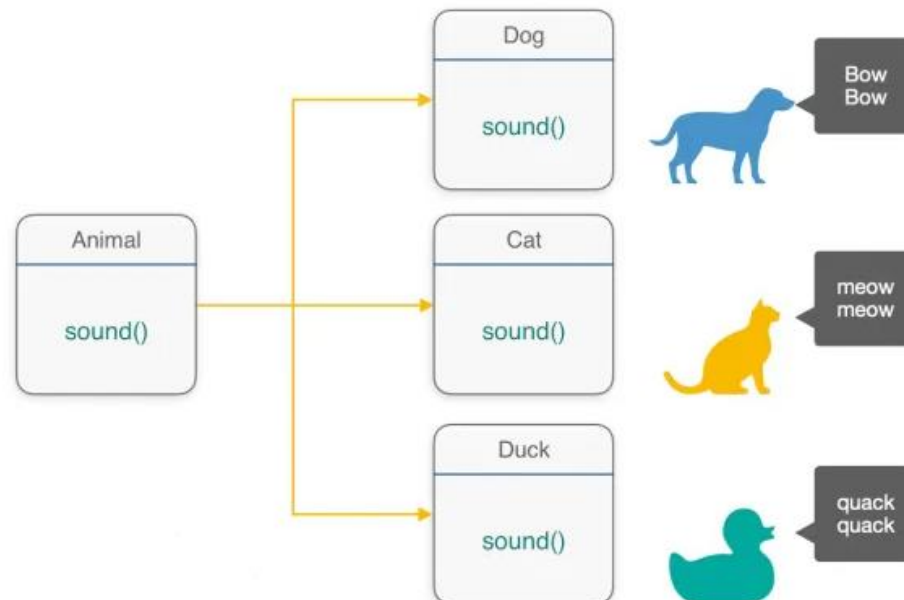 Dog
sound()
Bow
Bow
Animal
sound()
Cat
sound()
meow
meow
Duck
sound()
quack
quack